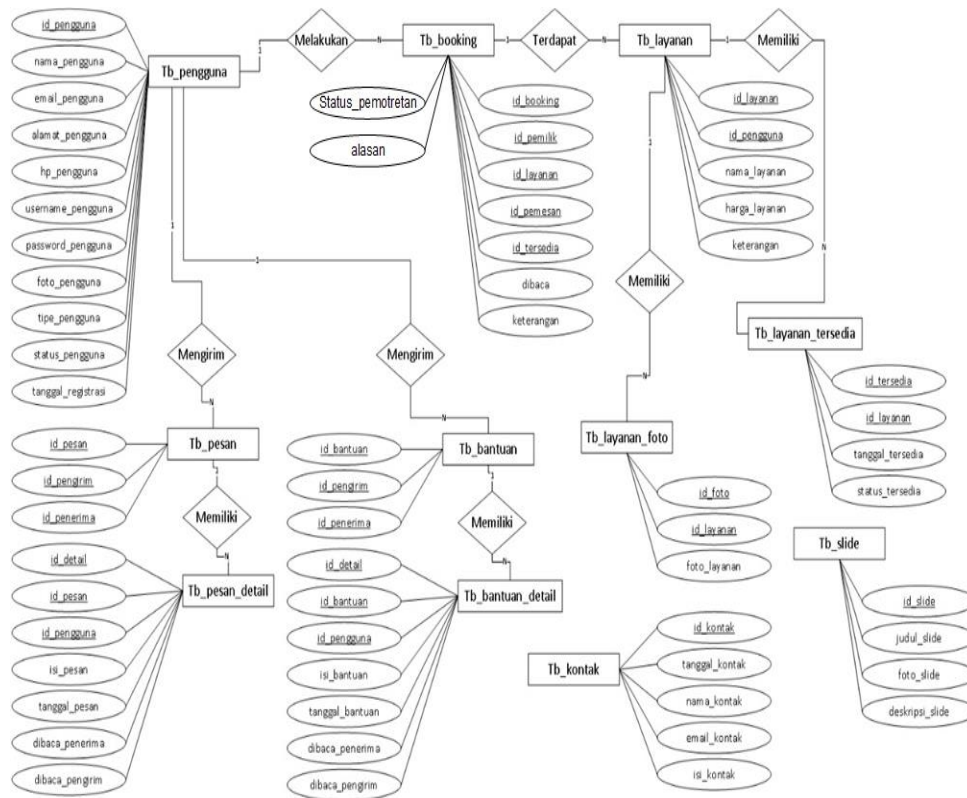 id_pengguna
nama_pengguna
email_pengguna
alamat_pengguna
hp_pengguna
username_pengguna
password_pengguna
foto_pengguna
tipe_pengguna
status_pengguna
tanggal_registrasi
Tb_pengguna
1
Melakukan
N
Tb_booking
1
Terdapat
N
Tb_layanan
1
Memiliki
N
Status_pemotretan
alasan
id_booking
id_pemilik
id_layanan
id_pemesan
id_tersedia
dibaca
keterangan
id_layanan
id_pengguna
nama_layanan
harga_layanan
keterangan
1
Memiliki
N
1
Mengirim
N
1
Mengirim
N
Tb_layanan_tersedia
id_tersedia
id_layanan
tanggal_tersedia
status_tersedia
Tb_pesan
id_pesan
id_pengirim
id_penerima
1
Memiliki
N
Tb_bantuan
id_bantuan
id_pengirim
id_penerima
1
Memiliki
N
Tb_layanan_foto
id_foto
id_layanan
foto_layanan
Tb_pesan_detail
id_detail
id_pesan
id_pengguna
isi_pesan
tanggal_pesan
dibaca_penerima
dibaca_pengirim
Tb_bantuan_detail
id_detail
id_bantuan
id_pengguna
isi_bantuan
tanggal_bantuan
dibaca_penerima
dibaca_pengirim
Tb_kontak
id_kontak
tanggal_kontak
nama_kontak
email_kontak
isi_kontak
Tb_slide
id_slide
judul_slide
foto_slide
deskripsi_slide